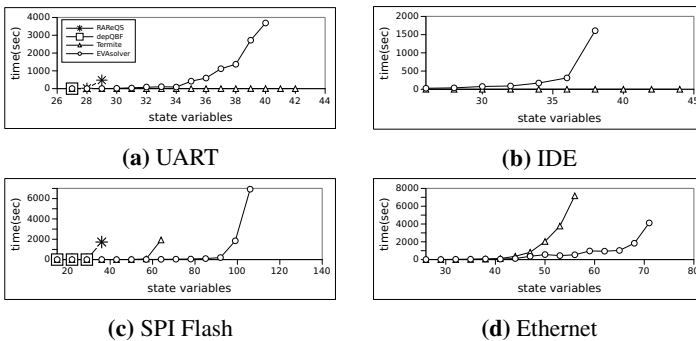 4000
3000
2000
1000
0
time(sec)
RAReQS
depQBF
Termite
EVAsolver
26 28 30 32 34 36 38 40 42 44
state variables
(a) UART
2000
1500
1000
500
0
time(sec)
30 35 40 45
state variables
(b) IDE
6000
4000
2000
0
time(sec)
20 40 60 80 100 120 140
state variables
(c) SPI Flash
8000
6000
4000
2000
0
time(sec)
30 40 50 60 70 80
state variables
(d) Ethernet